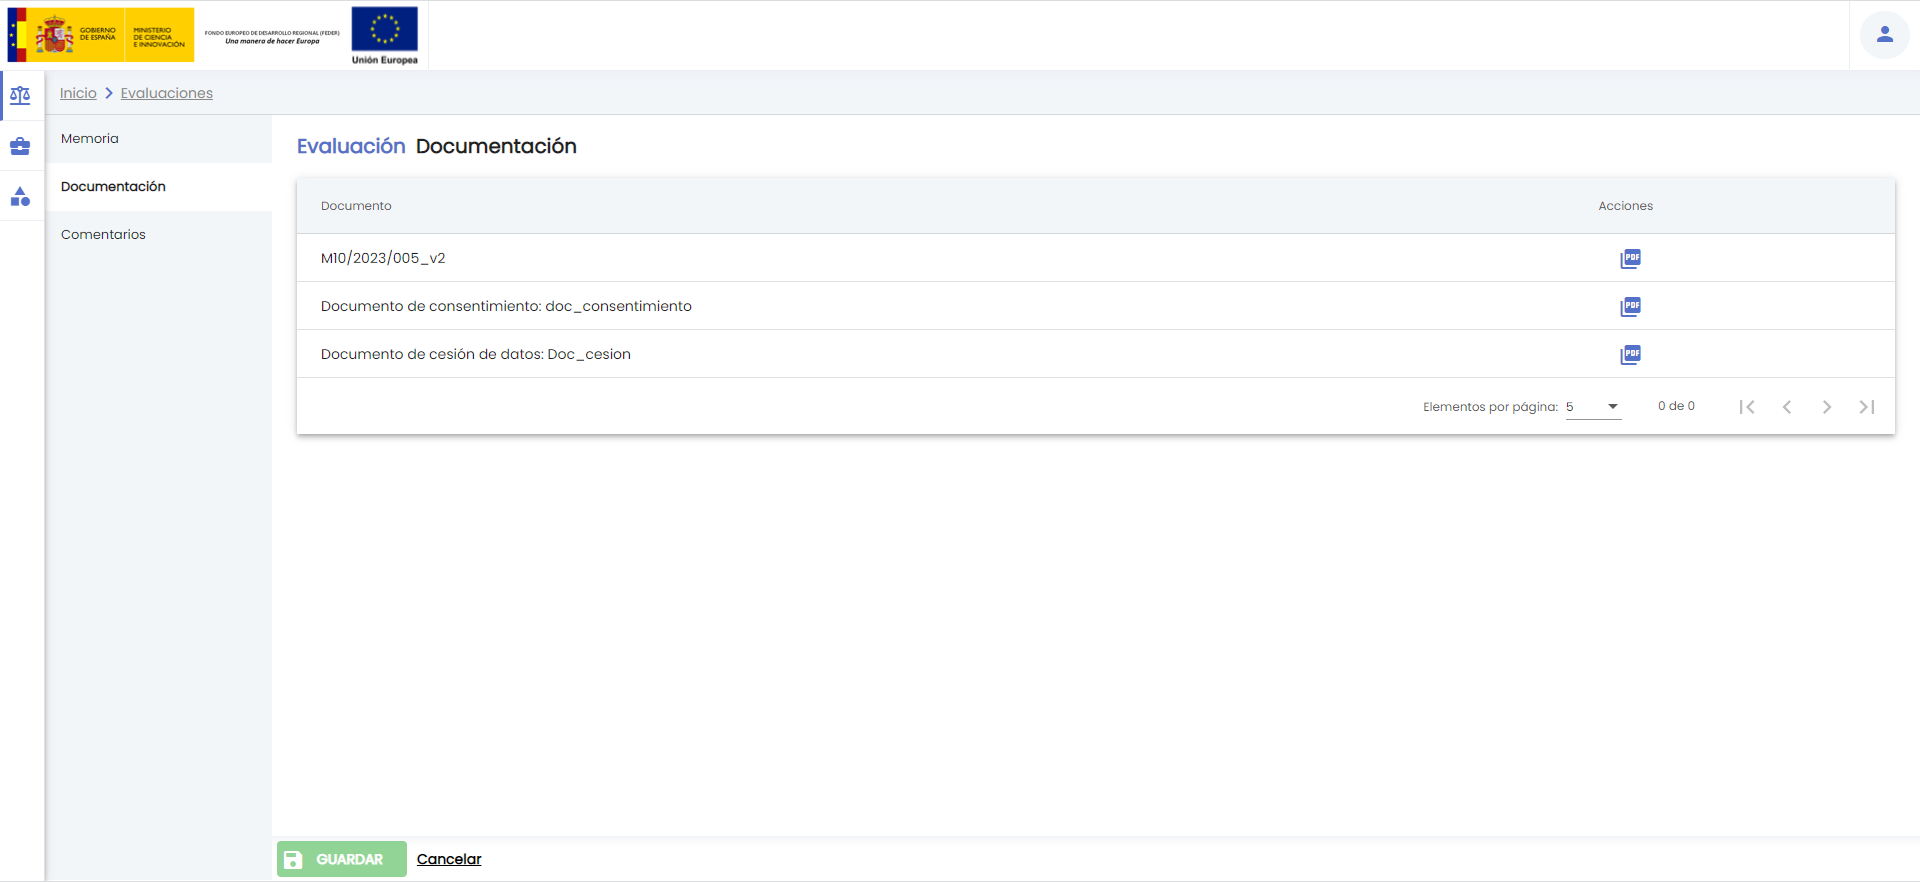 GOBIERNO
DE ESPAÑA
MINISTERIO
DE CIENCIA
E INNOVACIÓN
FONDO EUROPEO DE DESARROLLO REGIONAL (FEDER)
Una manera de hacer Europa
Unión Europea
Inicio Evaluaciones
Memoria
Documentación
Comentarios
Evaluación Documentación
Documento Acciones
M10/2023/005_v2 PDF
Documento de consentimiento: doc_consentimiento PDF
Documento de cesión de datos: Doc_cesion PDF
Elementos por página: 5 0 de 0
GUARDAR Cancelar